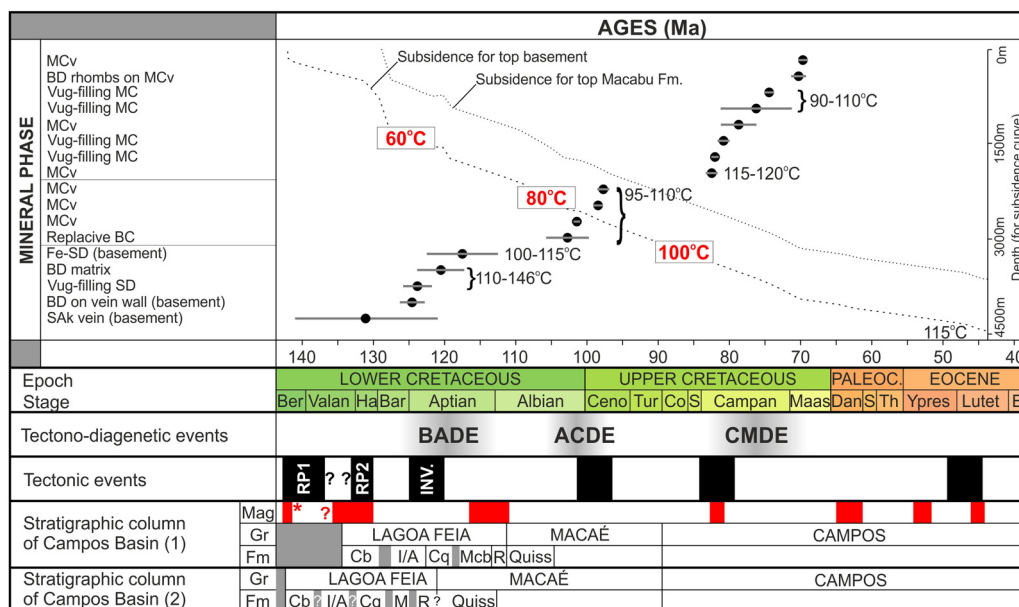 AGES (Ma)
MINERAL PHASE
MCv
BD rhombs on MCv
Vug-filling MC
Vug-filling MC
MCv
Vug-filling MC
Vug-filling MC
MCv
MCv
MCv
MCv
Replacive BC
Fe-SD (basement)
BD matrix
Vug-filling SD
BD on vein wall (basement)
SAk vein (basement)
Subsidence for top basement
Subsidence for top Macabu Fm.
60°C
80°C
100°C
90-110°C
115-120°C
95-110°C
100-115°C
110-146°C
115°C
0m
1500m
3000m
4500m
Depth (for subsidence curve)
140 130 120 110 100 90 80 70 60 50 40
Epoch LOWER CRETACEOUS UPPER CRETACEOUS PALEOC. EOCENE
Stage Ber Valan Ha Bar Aptian Albian Ceno Tur Co S Campan Maas Dan S Th Ypres Lutet
Tectono-diagenetic events BADE ACDE CMDE
Tectonic events RP1 ? ? RP2 INV.
Stratigraphic column
of Campos Basin (1)
Mag * ?
Gr LAGOA FEIA MACAÉ CAMPOS
Fm Cb I/A Cq Mcb R Quiss
Stratigraphic column
of Campos Basin (2)
Gr LAGOA FEIA MACAÉ CAMPOS
Fm Cb ? I/A ? Cq M R ? Quiss